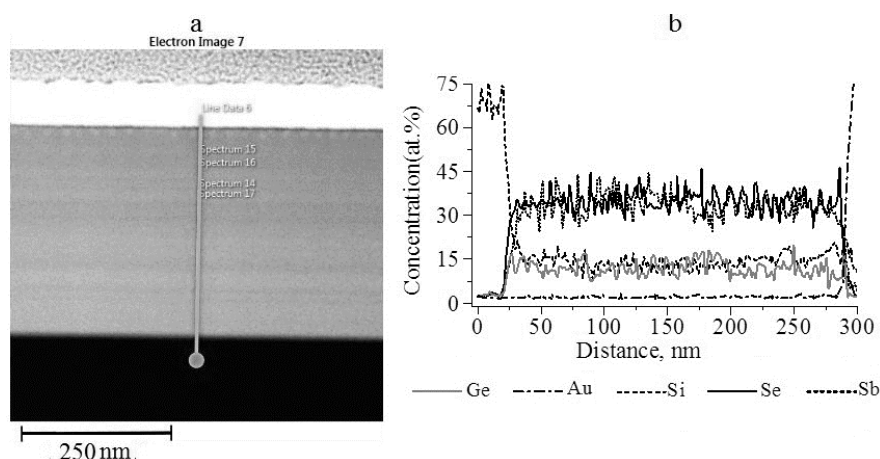 a
Electron Image 7
Line Data 6
Spectrum 15
Spectrum 16
Spectrum 14
Spectrum 17
250 nm
b
Concentration(at.%)
75
60
45
30
15
0
0 50 100 150 200 250 300
Distance, nm
Ge Au Si Se Sb